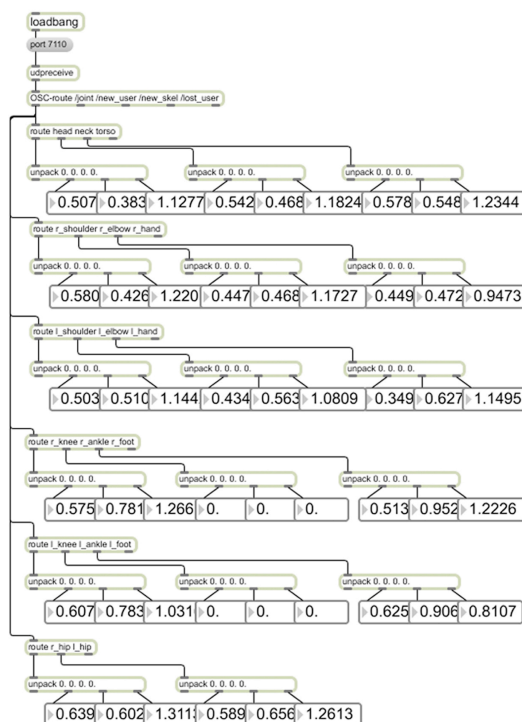 loadbang
port 7110
udpreceive
OSC-route /joint /new_user /new_skel /lost_user
route head neck torso
unpack 0. 0. 0. 0. unpack 0. 0. 0. 0. unpack 0. 0. 0. 0.
0.507 0.383 1.1277 0.542 0.468 1.1824 0.578 0.548 1.2344
route r_shoulder r_elbow r_hand
unpack 0. 0. 0. 0. unpack 0. 0. 0. 0. unpack 0. 0. 0. 0.
0.580 0.426 1.220 0.447 0.468 1.1727 0.449 0.472 0.9473
route l_shoulder l_elbow l_hand
unpack 0. 0. 0. 0. unpack 0. 0. 0. 0. unpack 0. 0. 0. 0.
0.503 0.510 1.144 0.434 0.563 1.0809 0.349 0.627 1.1495
route r_knee r_ankle r_foot
unpack 0. 0. 0. 0. unpack 0. 0. 0. 0. unpack 0. 0. 0. 0.
0.575 0.781 1.266 0. 0. 0. 0.513 0.952 1.2226
route l_knee l_ankle l_foot
unpack 0. 0. 0. 0. unpack 0. 0. 0. 0. unpack 0. 0. 0. 0.
0.607 0.783 1.031 0. 0. 0. 0.625 0.906 0.8107
route r_hip l_hip
unpack 0. 0. 0. 0. unpack 0. 0. 0. 0.
0.639 0.602 1.311 0.589 0.656 1.2613